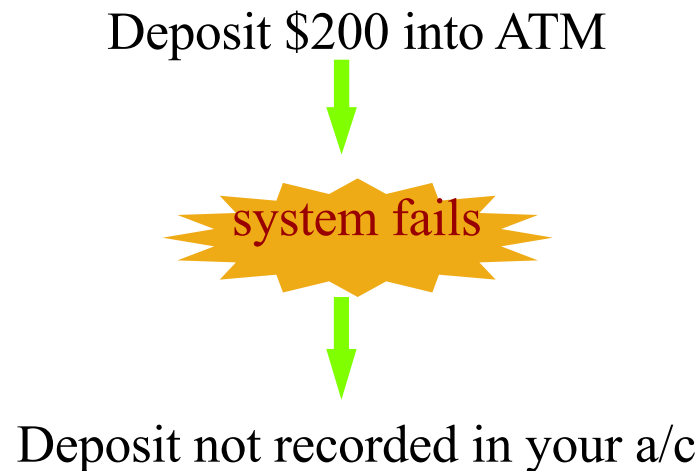 Deposit $200 into ATM
system fails
Deposit not recorded in your a/c